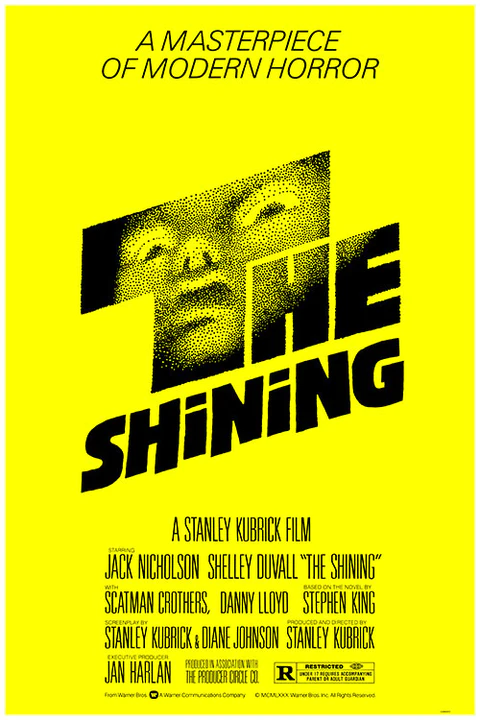 A MASTERPIECE
OF MODERN HORROR
THE
SHiNiNG
A STANLEY KUBRICK FILM
STARRING
JACK NICHOLSON SHELLEY DUVALL "THE SHINING"
WITH BASED ON THE NOVEL BY
SCATMAN CROTHERS, DANNY LLOYD STEPHEN KING
SCREENPLAY BY PRODUCED AND DIRECTED BY
STANLEY KUBRICK & DIANE JOHNSON STANLEY KUBRICK
EXECUTIVE PRODUCER
JAN HARLAN
PRODUCED IN ASSOCIATION WITH
THE PRODUCER CIRCLE CO.
R RESTRICTED
UNDER 17 REQUIRES ACCOMPANYING
PARENT OR ADULT GUARDIAN
From Warner Bros. A Warner Communications Company © MCMLXXX Warner Bros. Inc. All Rights Reserved.